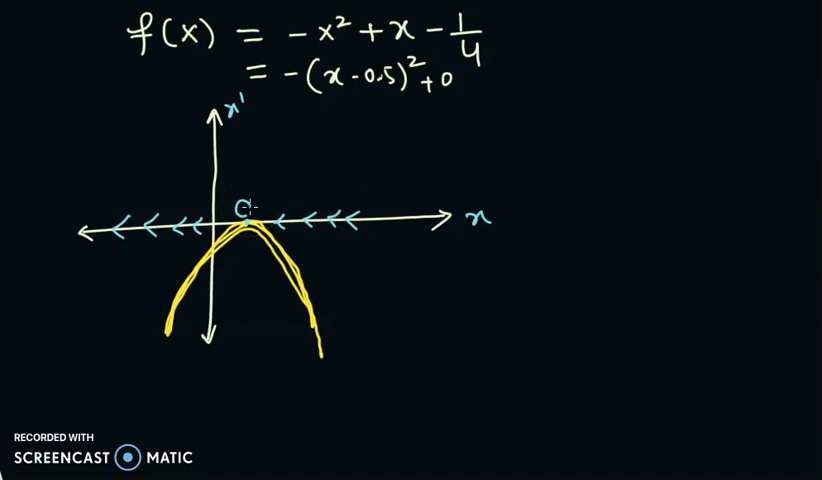 f(x) = -x² + x - 1/4
= -(x - 0.5)² + 0
x'
x
RECORDED WITH
SCREENCAST MATIC